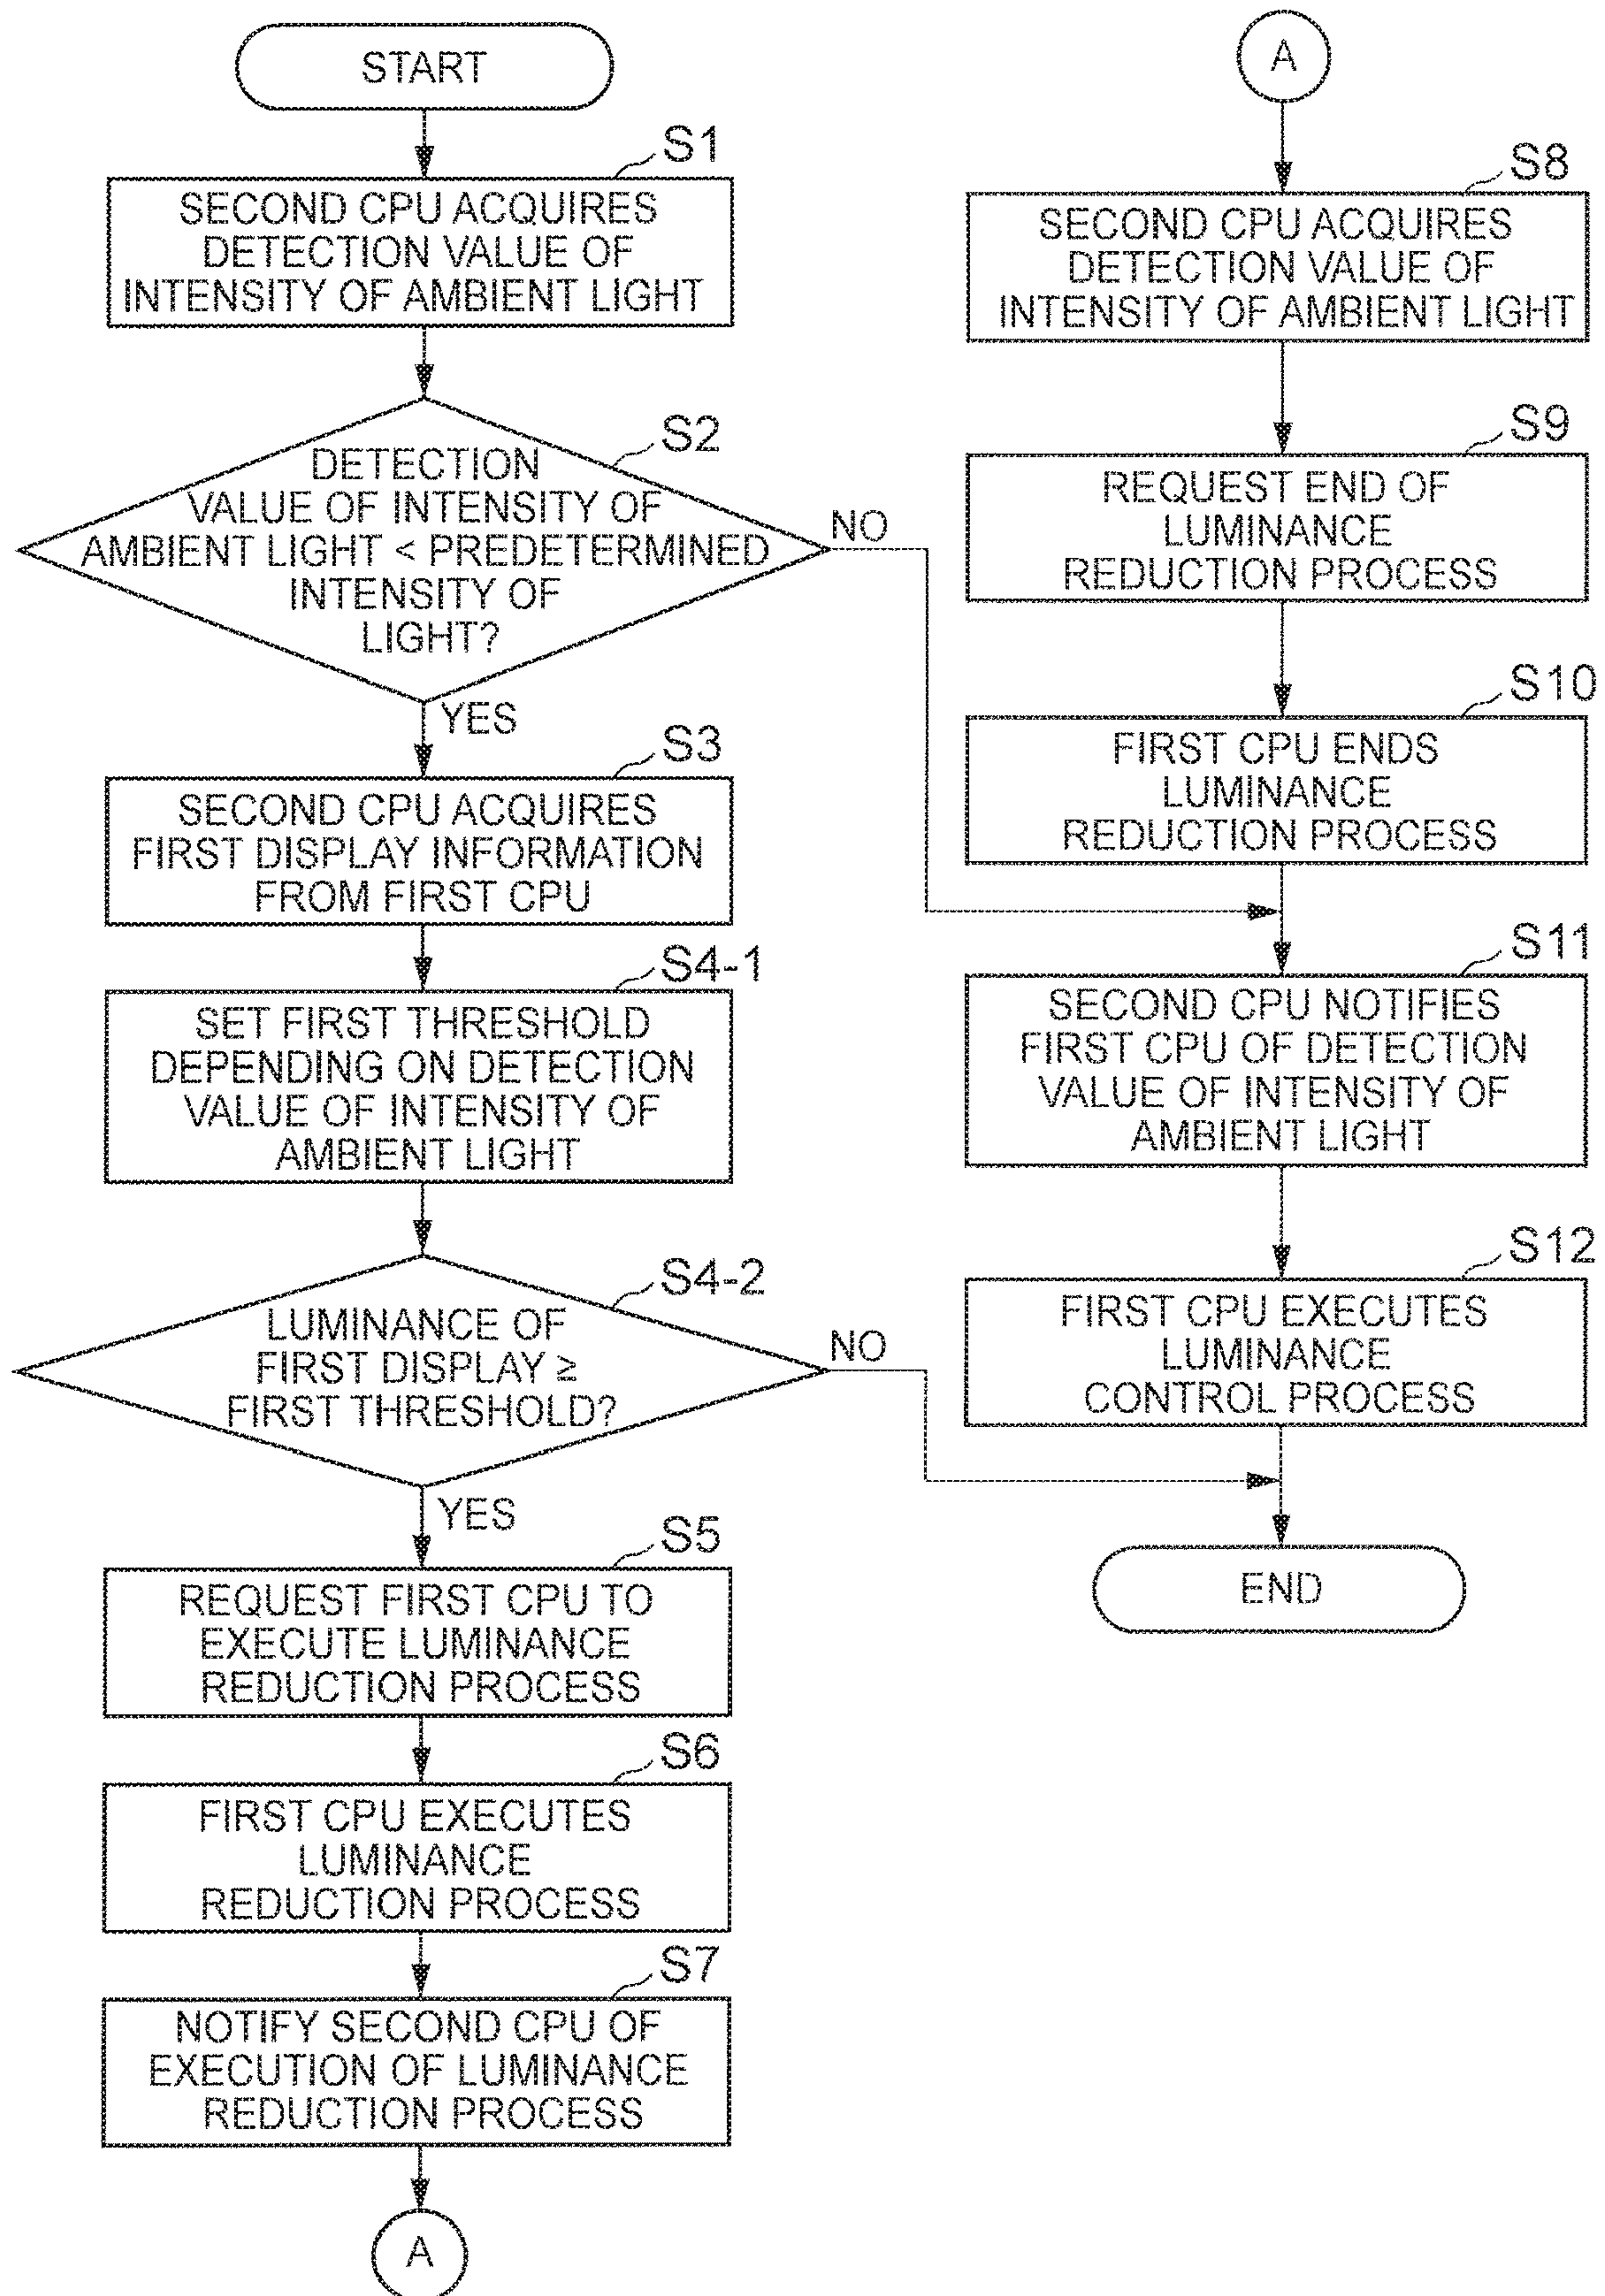 START
S1
SECOND CPU ACQUIRES
DETECTION VALUE OF
INTENSITY OF AMBIENT LIGHT
S2
DETECTION
VALUE OF INTENSITY OF
AMBIENT LIGHT < PREDETERMINED
INTENSITY OF
LIGHT?
NO
YES
S3
SECOND CPU ACQUIRES
FIRST DISPLAY INFORMATION
FROM FIRST CPU
S4-1
SET FIRST THRESHOLD
DEPENDING ON DETECTION
VALUE OF INTENSITY OF
AMBIENT LIGHT
S4-2
LUMINANCE OF
FIRST DISPLAY ≥
FIRST THRESHOLD?
NO
YES
S5
REQUEST FIRST CPU TO
EXECUTE LUMINANCE
REDUCTION PROCESS
S6
FIRST CPU EXECUTES
LUMINANCE
REDUCTION PROCESS
S7
NOTIFY SECOND CPU OF
EXECUTION OF LUMINANCE
REDUCTION PROCESS
A
A
S8
SECOND CPU ACQUIRES
DETECTION VALUE OF
INTENSITY OF AMBIENT LIGHT
S9
REQUEST END OF
LUMINANCE
REDUCTION PROCESS
S10
FIRST CPU ENDS
LUMINANCE
REDUCTION PROCESS
S11
SECOND CPU NOTIFIES
FIRST CPU OF DETECTION
VALUE OF INTENSITY OF
AMBIENT LIGHT
S12
FIRST CPU EXECUTES
LUMINANCE
CONTROL PROCESS
END